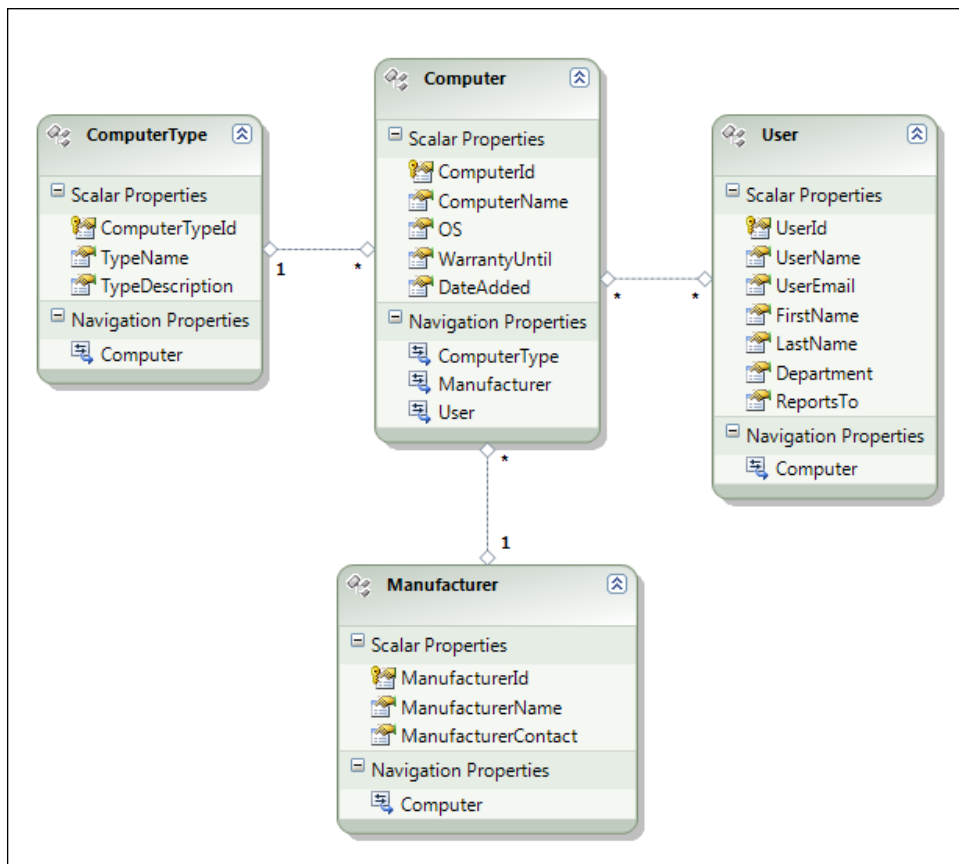 Computer
Scalar Properties
ComputerId
ComputerName
OS
WarrantyUntil
DateAdded
Navigation Properties
ComputerType
Manufacturer
User
ComputerType
Scalar Properties
ComputerTypeId
TypeName
TypeDescription
Navigation Properties
Computer
1
*
User
Scalar Properties
UserId
UserName
UserEmail
FirstName
LastName
Department
ReportsTo
Navigation Properties
Computer
*
*
*
1
Manufacturer
Scalar Properties
ManufacturerId
ManufacturerName
ManufacturerContact
Navigation Properties
Computer